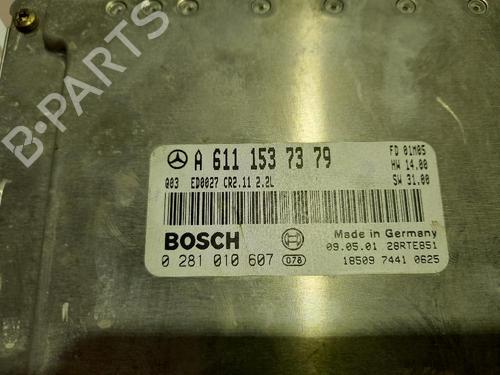 A 611 153 73 79
FD 01M05
Q03 ED0027 CR2.11 2.2L
HW 14.00
SW 31.00
BOSCH
Made in Germany
09.05.01 28RTE851
0 281 010 607 078
18509 7441 0625
B-Parts